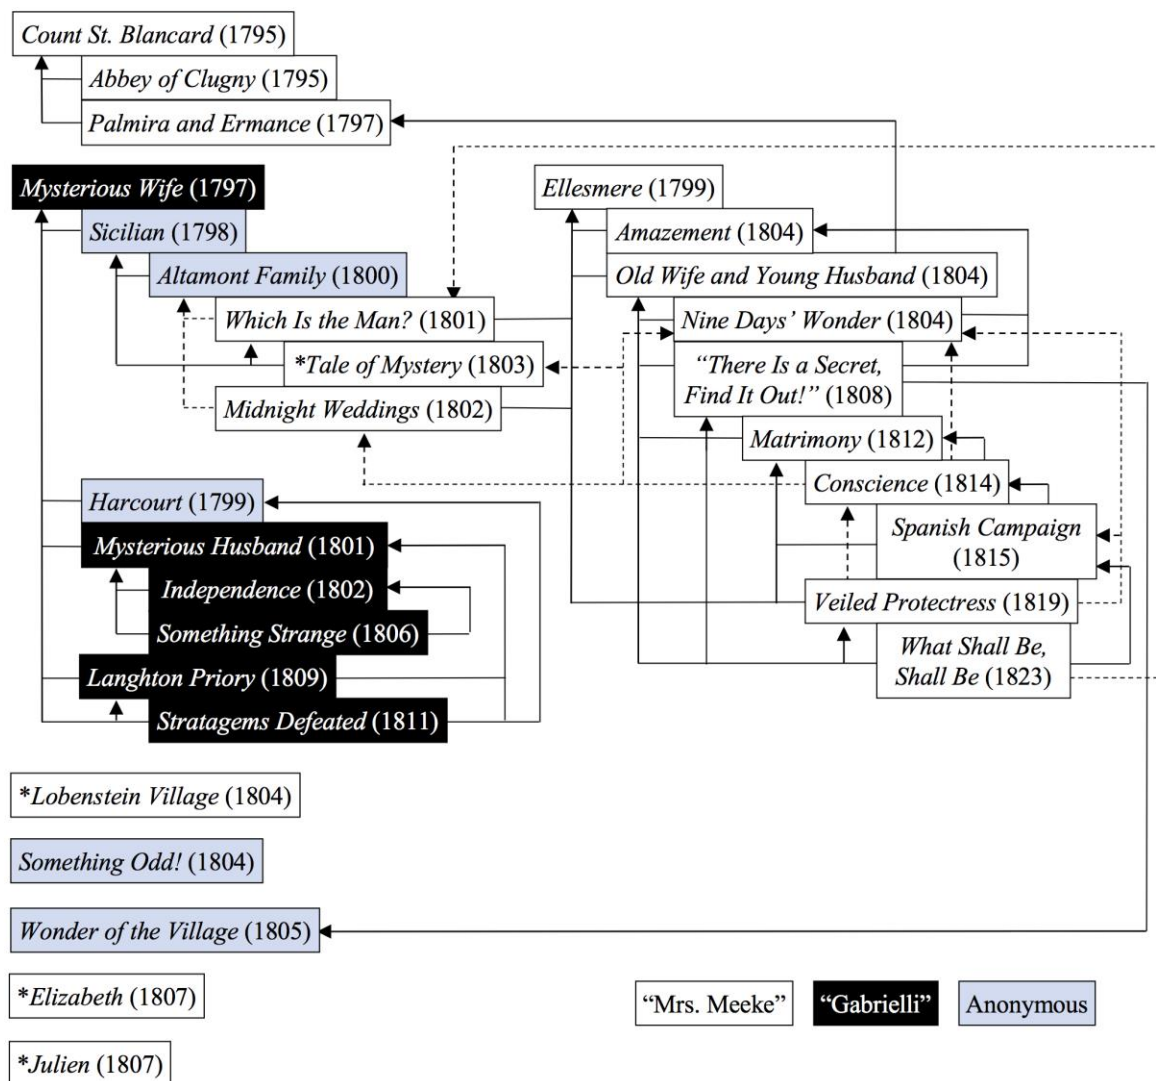 Count St. Blancard (1795)
Abbey of Clugny (1795)
Palmira and Ermance (1797)
Mysterious Wife (1797)
Sicilian (1798)
Altamont Family (1800)
Which Is the Man? (1801)
*Tale of Mystery (1803)
Midnight Weddings (1802)
Harcourt (1799)
Mysterious Husband (1801)
Independence (1802)
Something Strange (1806)
Langhton Priory (1809)
Stratagems Defeated (1811)
Ellesmere (1799)
Amazement (1804)
Old Wife and Young Husband (1804)
Nine Days’ Wonder (1804)
“There Is a Secret,
Find It Out!” (1808)
Matrimony (1812)
Conscience (1814)
Spanish Campaign
(1815)
Veiled Protectress (1819)
What Shall Be,
Shall Be (1823)
*Lobenstein Village (1804)
Something Odd! (1804)
Wonder of the Village (1805)
*Elizabeth (1807)
*Julien (1807)
“Mrs. Meeke”
“Gabrielli”
Anonymous